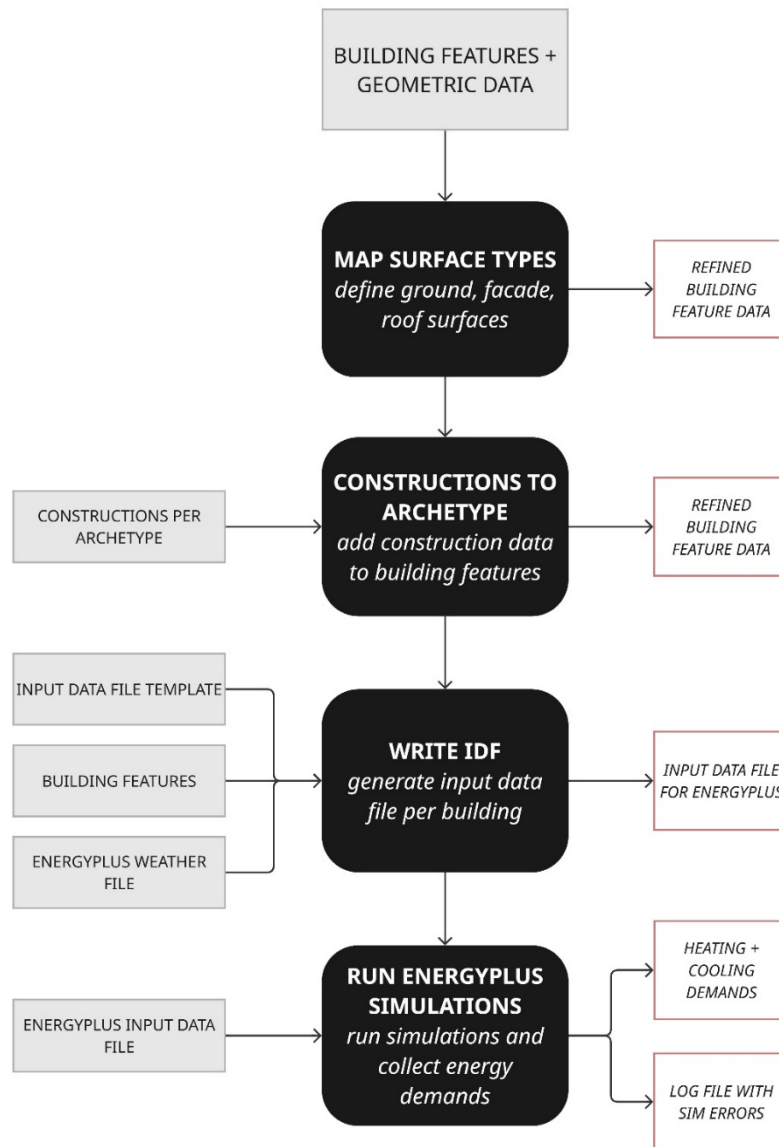 BUILDING FEATURES +
GEOMETRIC DATA
MAP SURFACE TYPES
define ground, facade,
roof surfaces
REFINED
BUILDING
FEATURE DATA
CONSTRUCTIONS PER
ARCHETYPE
CONSTRUCTIONS TO
ARCHETYPE
add construction data
to building features
REFINED
BUILDING
FEATURE DATA
INPUT DATA FILE TEMPLATE
BUILDING FEATURES
ENERGYPLUS WEATHER
FILE
WRITE IDF
generate input data
file per building
INPUT DATA FILE
FOR ENERGYPLUS
ENERGYPLUS INPUT DATA
FILE
RUN ENERGYPLUS
SIMULATIONS
run simulations and
collect energy
demands
HEATING +
COOLING
DEMANDS
LOG FILE WITH
SIM ERRORS